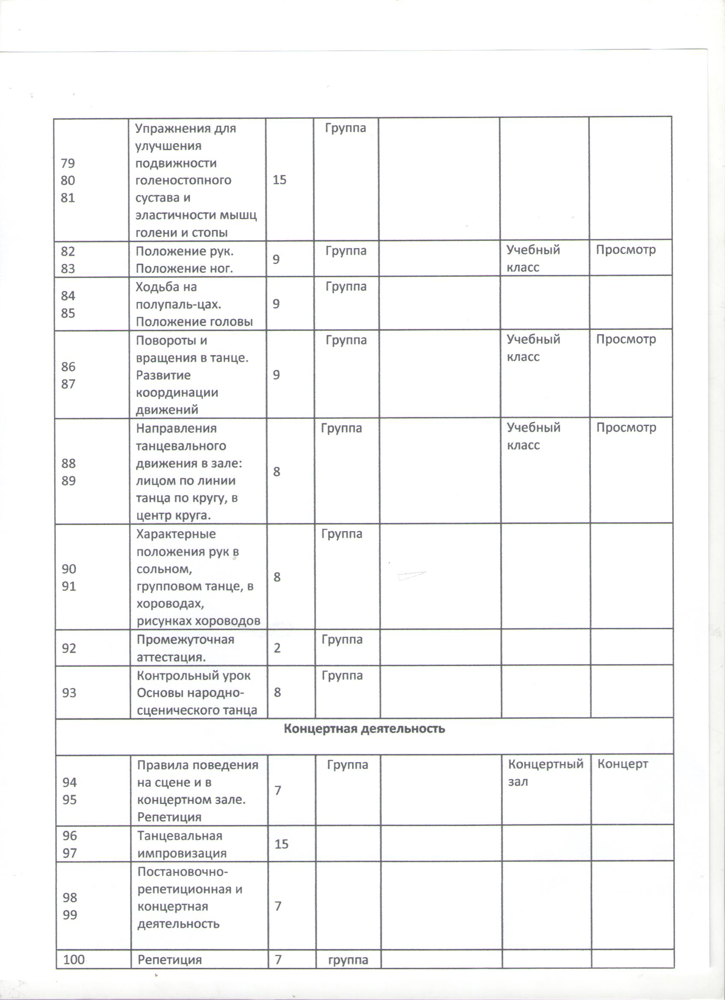 79
80
81
Упражнения для
улучшения
подвижности
голеностопного
сустава и
эластичности мышц
голени и стопы
15
Группа
82
83
Положение рук.
Положение ног.
9
Группа
Учебный
класс
Просмотр
84
85
Ходьба на
полупаль-цах.
Положение головы
9
Группа
86
87
Повороты и
вращения в танце.
Развитие
координации
движений
9
Группа
Учебный
класс
Просмотр
88
89
Направления
танцевального
движения в зале:
лицом по линии
танца по кругу, в
центр круга.
8
Группа
Учебный
класс
Просмотр
90
91
Характерные
положения рук в
сольном,
групповом танце, в
хороводах,
рисунках хороводов
8
Группа
92
Промежуточная
аттестация.
2
Группа
93
Контрольный урок
Основы народно-
сценического танца
8
Группа
Концертная деятельность
94
95
Правила поведения
на сцене и в
концертном зале.
Репетиция
7
Группа
Концертный
зал
Концерт
96
97
Танцевальная
импровизация
15
98
99
Постановочно-
репетиционная и
концертная
деятельность
7
100
Репетиция
7
группа